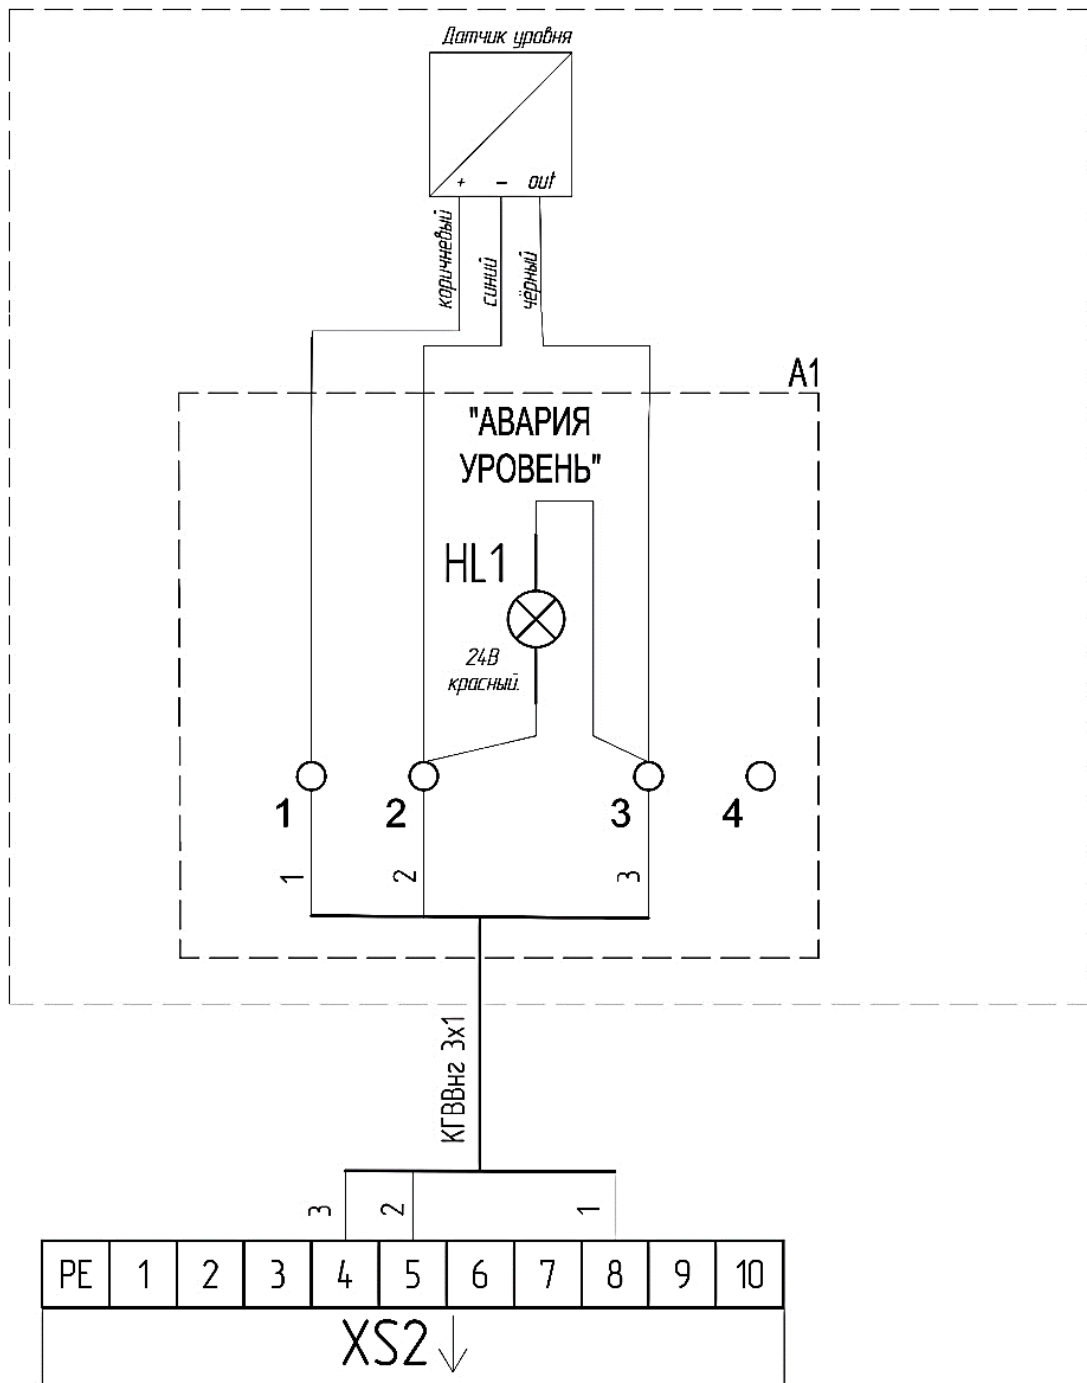 Датчик уровня
+ − out
коричневый
синий
чёрный
А1
"АВАРИЯ
УРОВЕНЬ"
HL1
24В
красный.
1 2 3 4
1 2 3
КГВВнг 3х1
3 2 1
PE 1 2 3 4 5 6 7 8 9 10
XS2